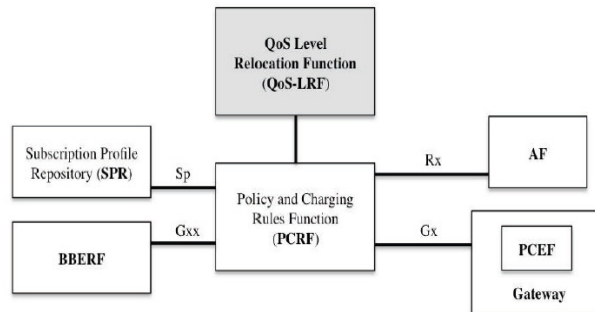 QoS Level
Relocation Function
(QoS-LRF)
Subscription Profile
Repository (SPR)
Sp
Rx
AF
Policy and Charging
Rules Function
(PCRF)
BBERF
Gxx
Gx
PCEF
Gateway